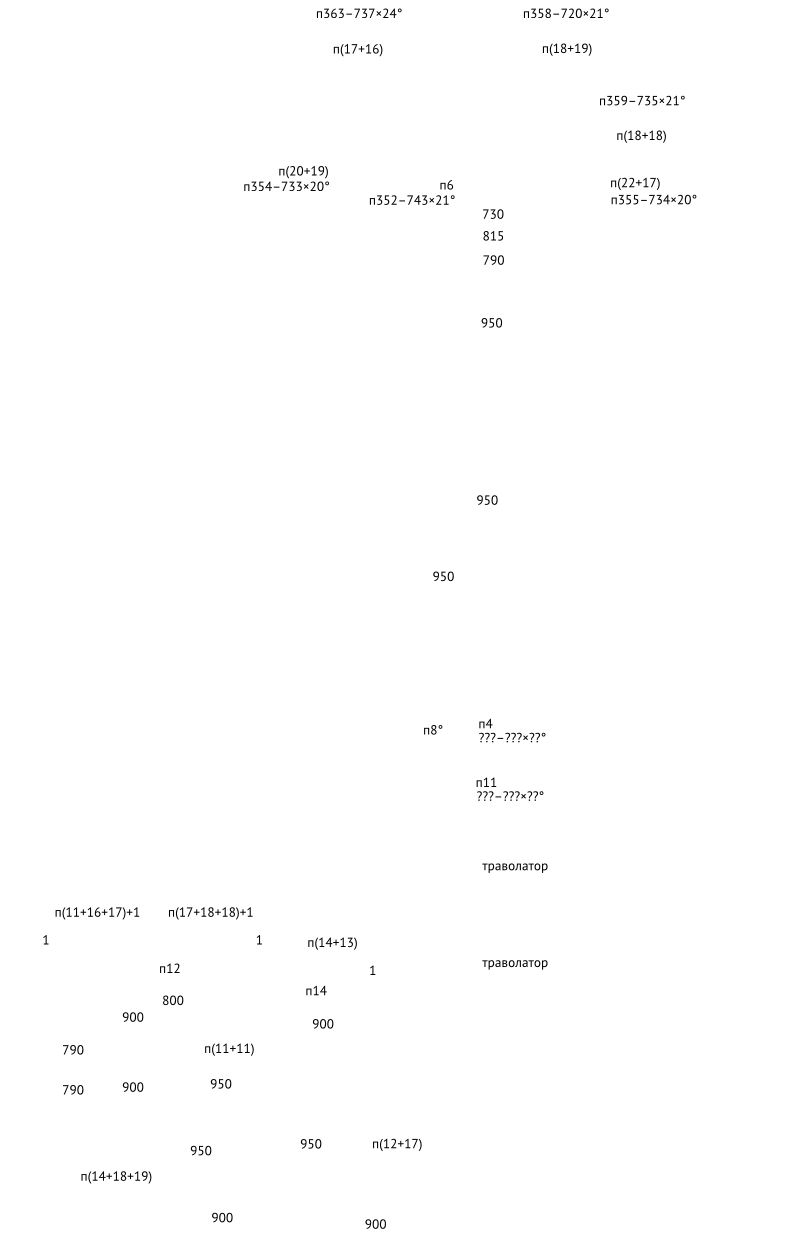 п363–737×24°
п358–720×21°
п(17+16)
п(18+19)
п359–735×21°
п(18+18)
п(20+19)
п354–733×20°
п6
п352–743×21°
п(22+17)
п355–734×20°
730
815
790
950
950
950
п8°
п4
???–???×??°
п11
???–???×??°
траволатор
п(11+16+17)+1
п(17+18+18)+1
1
1
п(14+13)
траволатор
п12
1
п14
800
900
900
790
п(11+11)
790
900
950
950
950
п(12+17)
п(14+18+19)
900
900